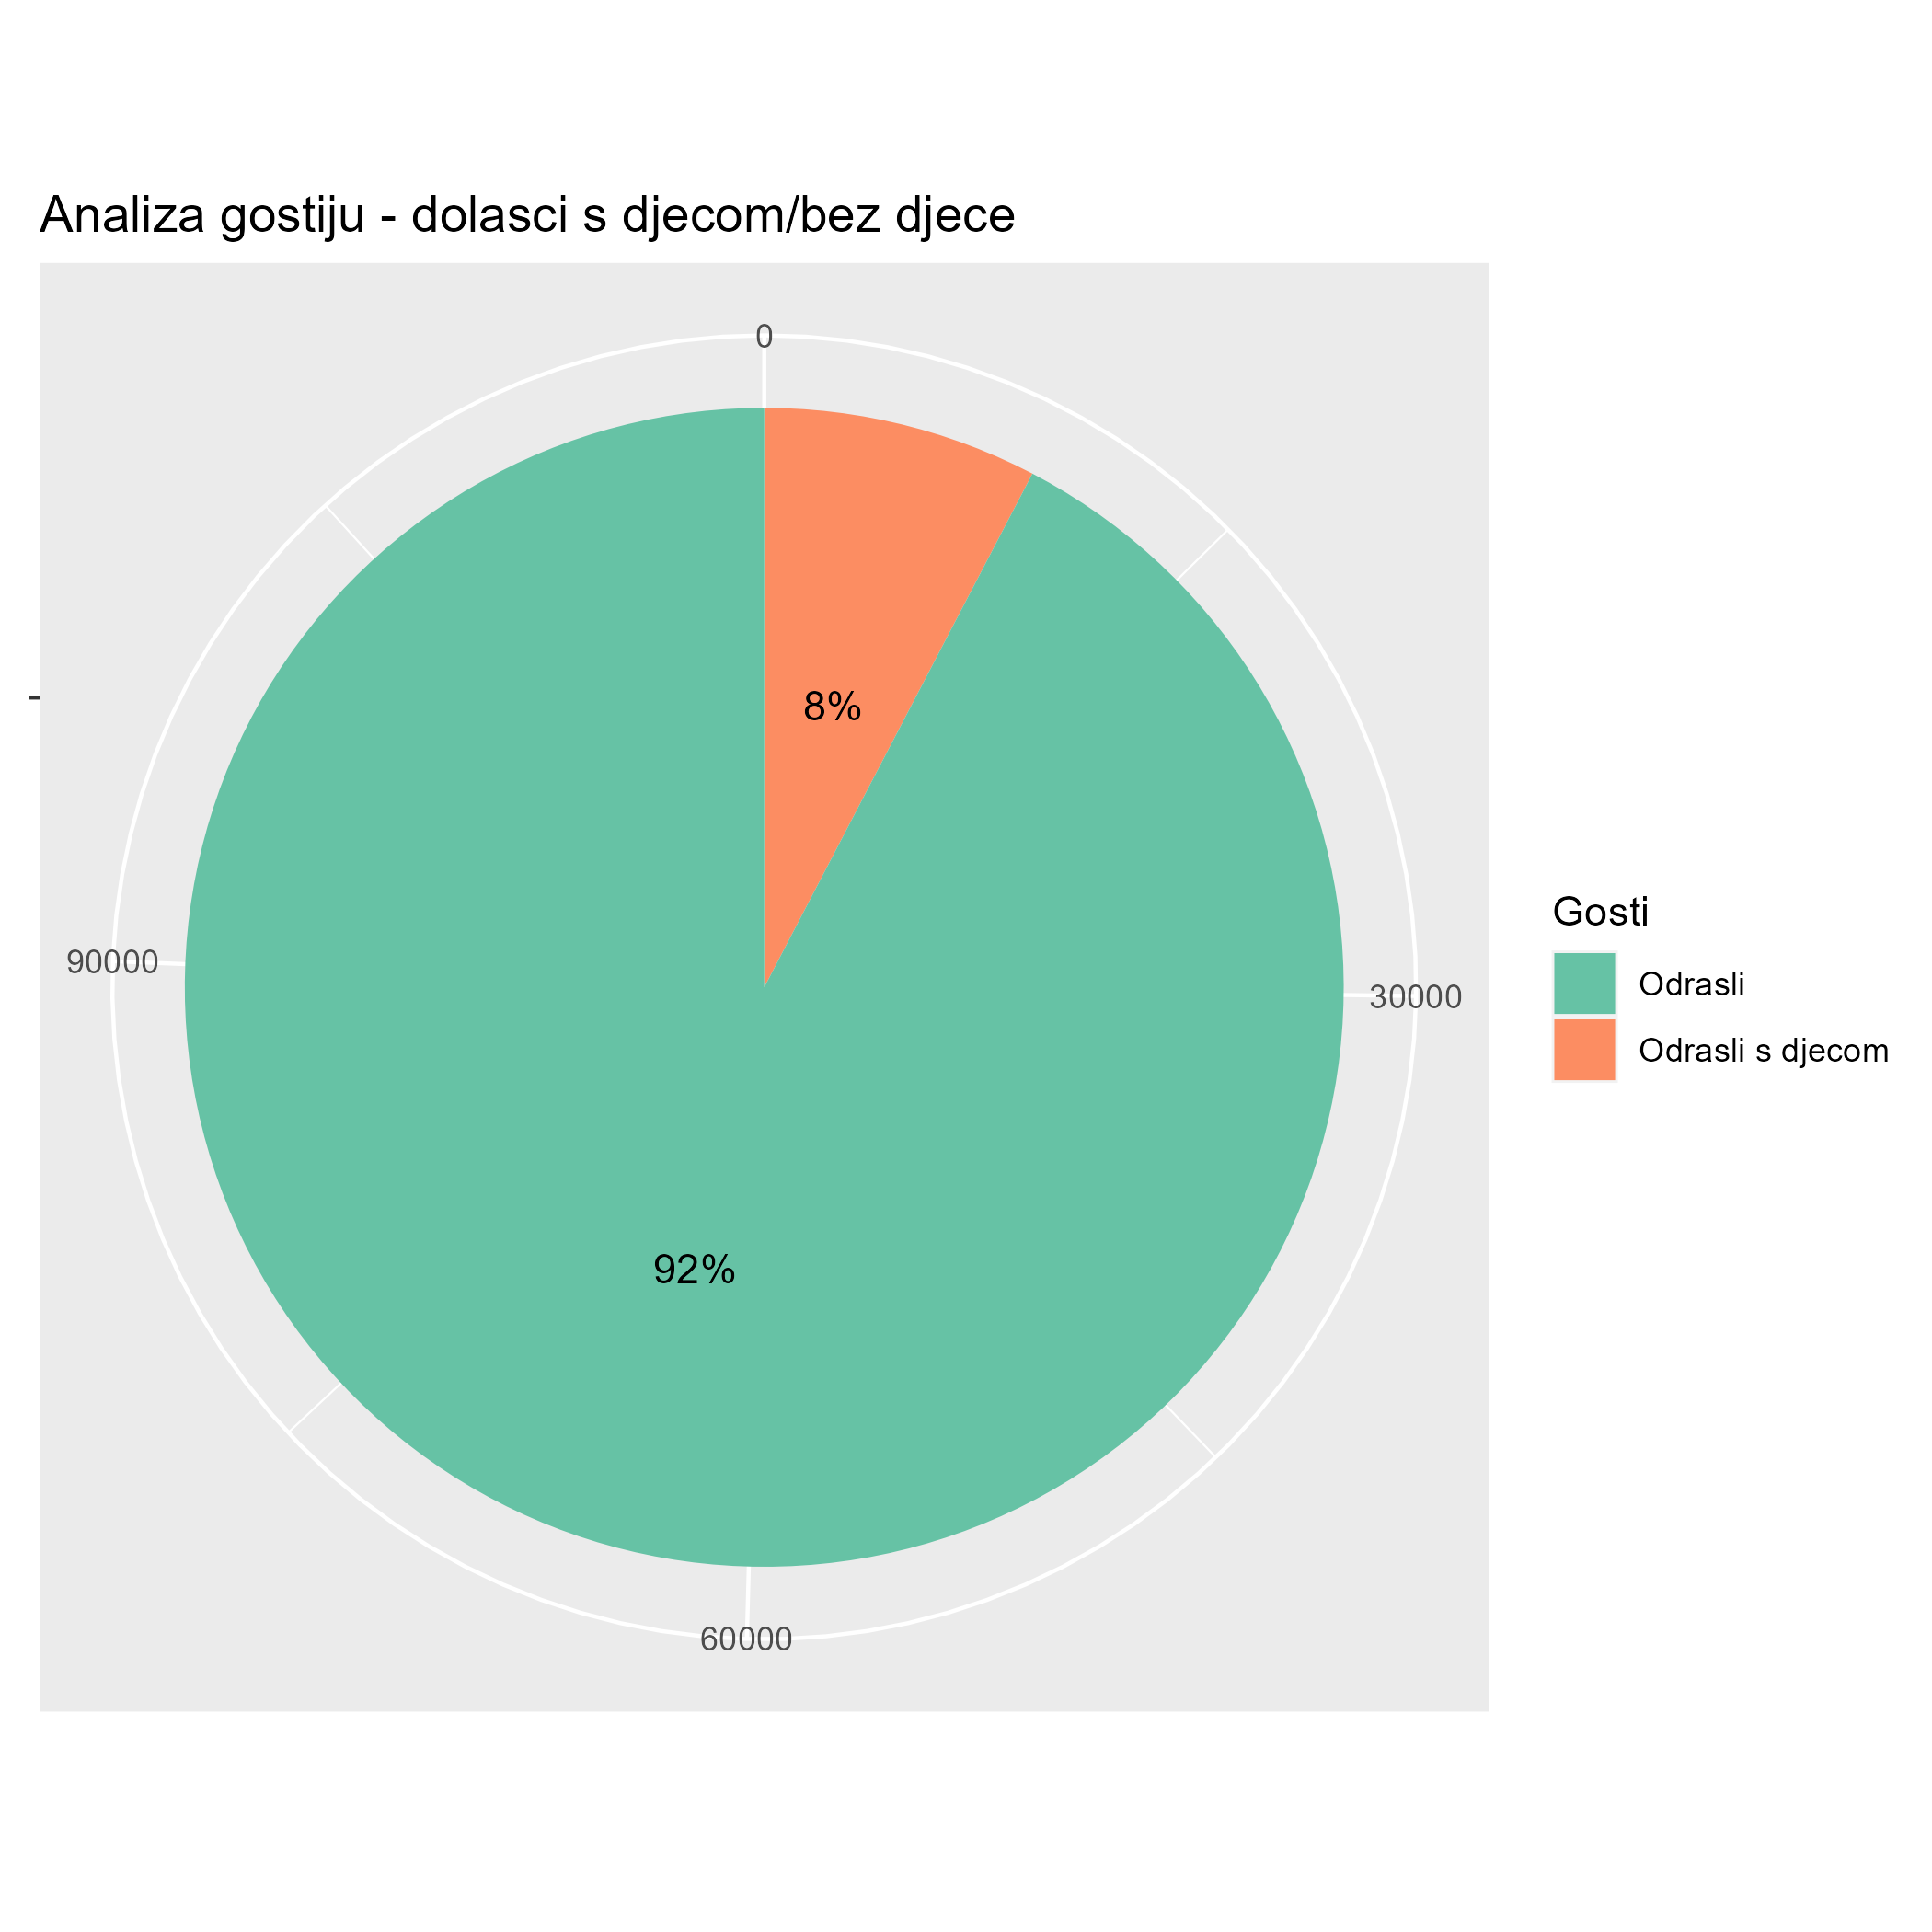 Analiza gostiju - dolasci s djecom/bez djece
0
8%
90000
30000
92%
60000
Gosti
Odrasli
Odrasli s djecom